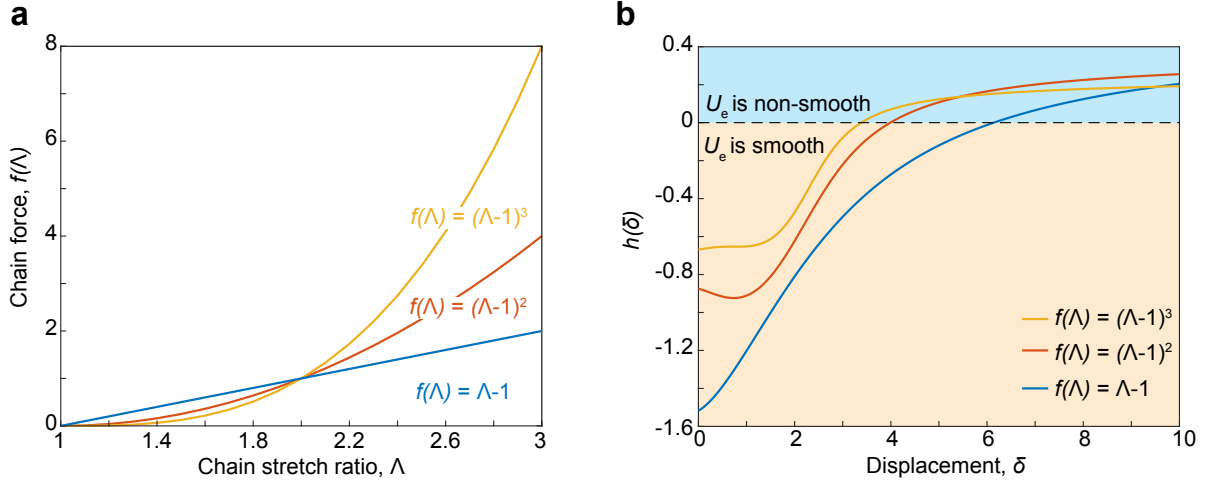 a
8
6
4
2
0
1
1.4
1.8
2.2
2.6
3
Chain force, f(Λ)
Chain stretch ratio, Λ
f(Λ) = (Λ-1)³
f(Λ) = (Λ-1)²
f(Λ) = Λ-1
b
0.4
0
-0.4
-0.8
-1.2
-1.6
0
2
4
6
8
10
h(δ)
Displacement, δ
Uₑ is non-smooth
Uₑ is smooth
f(Λ) = (Λ-1)³
f(Λ) = (Λ-1)²
f(Λ) = Λ-1